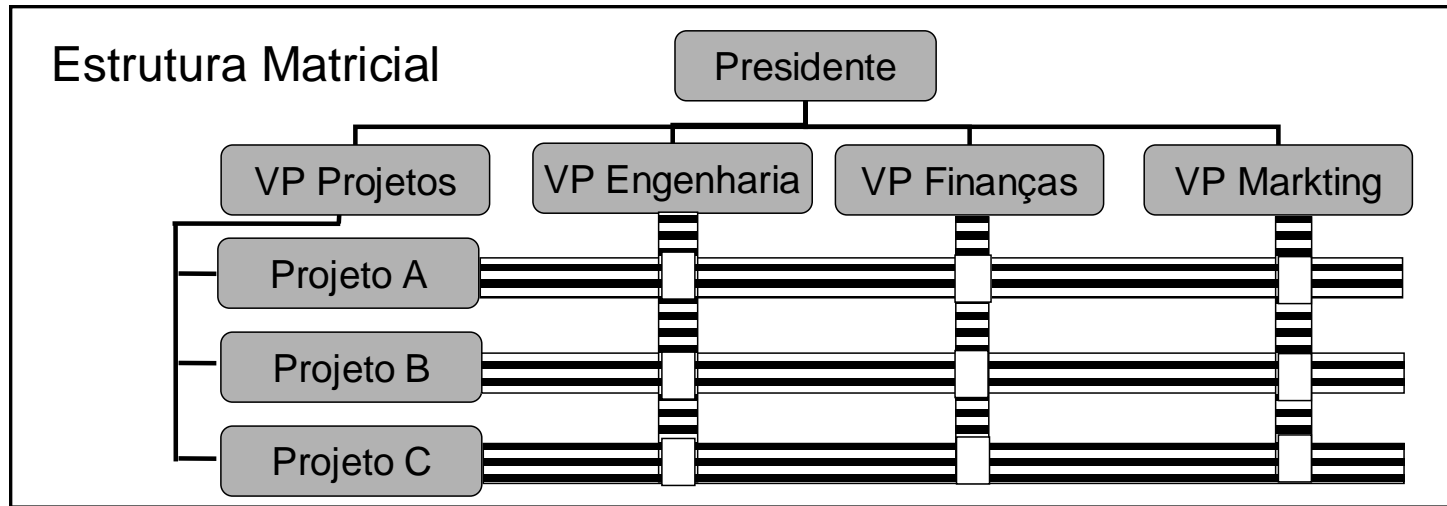 Estrutura Matricial
Presidente
VP Projetos
VP Engenharia
VP Finanças
VP Markting
Projeto A
Projeto B
Projeto C